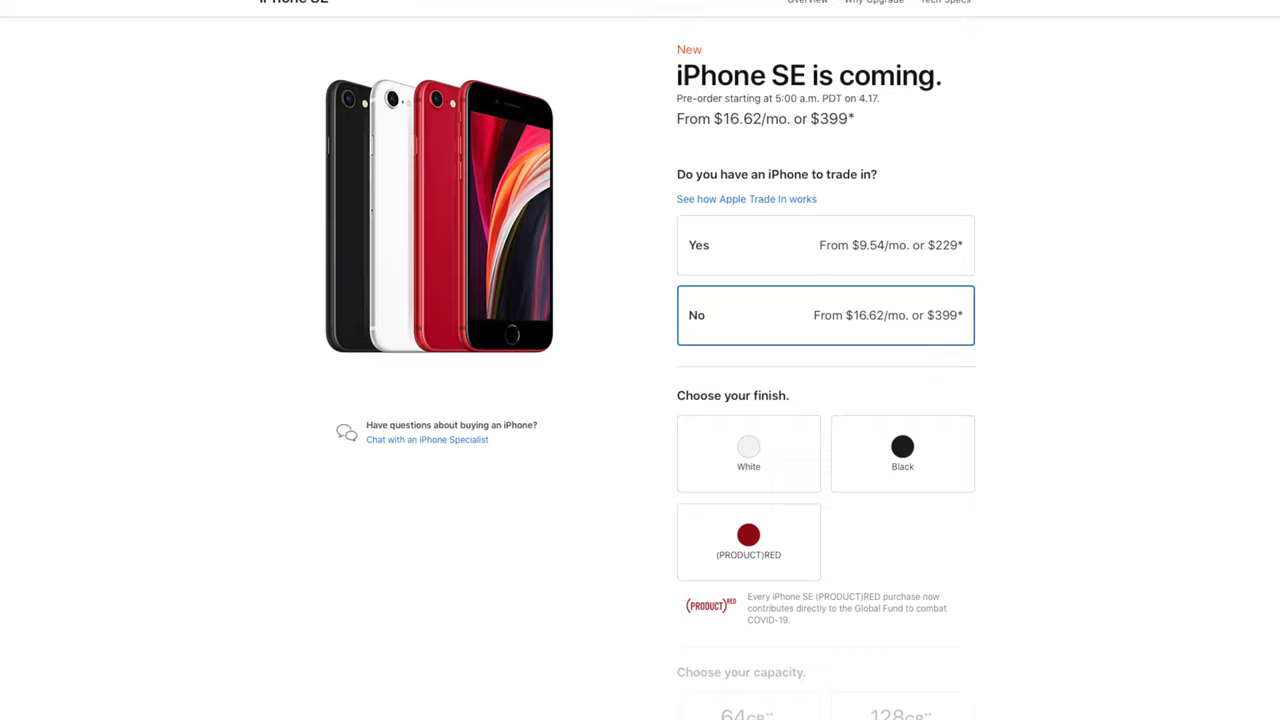 iPhone SE
Overview Why Upgrade Tech Specs
New
iPhone SE is coming.
Pre-order starting at 5:00 a.m. PDT on 4.17.
From $16.62/mo. or $399*
Do you have an iPhone to trade in?
See how Apple Trade In works
Yes From $9.54/mo. or $229*
No From $16.62/mo. or $399*
Have questions about buying an iPhone?
Chat with an iPhone Specialist
Choose your finish.
White Black
(PRODUCT)RED
(PRODUCT)RED
Every iPhone SE (PRODUCT)RED purchase now
contributes directly to the Global Fund to combat
COVID-19.
Choose your capacity.
64GB** 128GB**